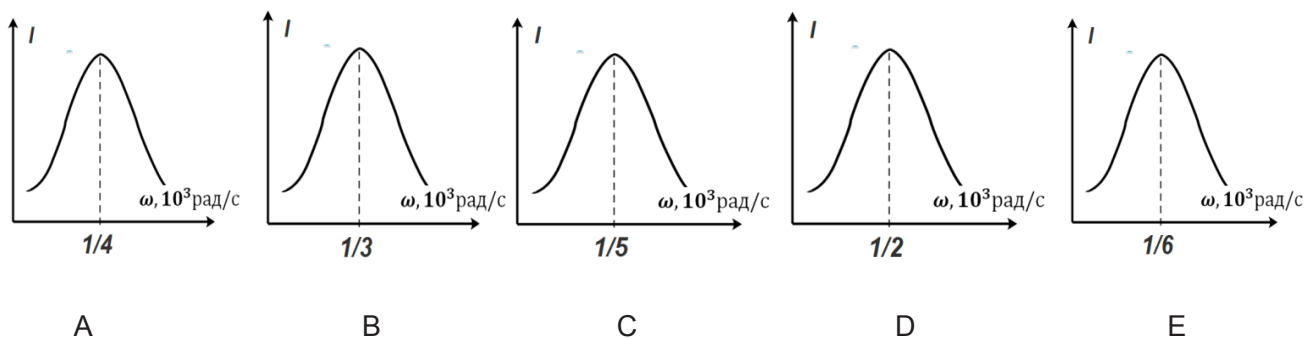 I
ω, 10³рад/с
1/4
A
I
ω, 10³рад/с
1/3
B
I
ω, 10³рад/с
1/5
C
I
ω, 10³рад/с
1/2
D
I
ω, 10³рад/с
1/6
E